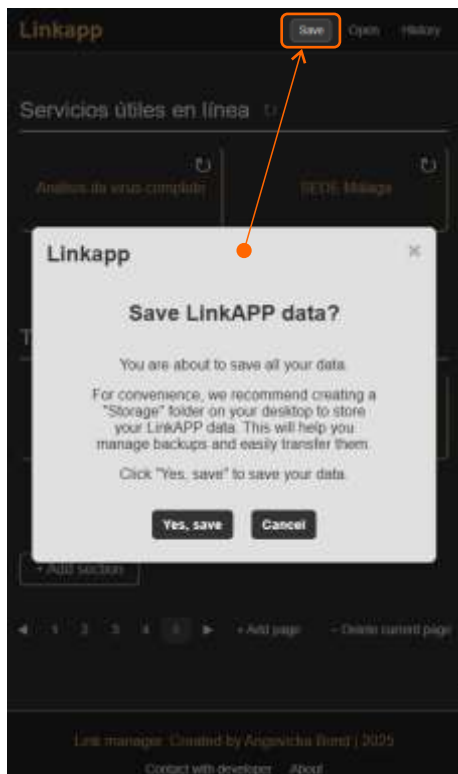 Linkapp
Save Open History
Servicios útiles en línea
Análisis de virus completo
SEDE Málaga
Linkapp
Save LinkAPP data?
You are about to save all your data.
For convenience, we recommend creating a
"Storage" folder on your desktop to store
your LinkAPP data. This will help you
manage backups and easily transfer them.
Click "Yes, save" to save your data.
Yes, save Cancel
T
+ Add section
◄ 1 2 3 4 5 ► + Add page - Delete current page
Link manager. Created by Angovicha Bond | 2025
Contact with developer About